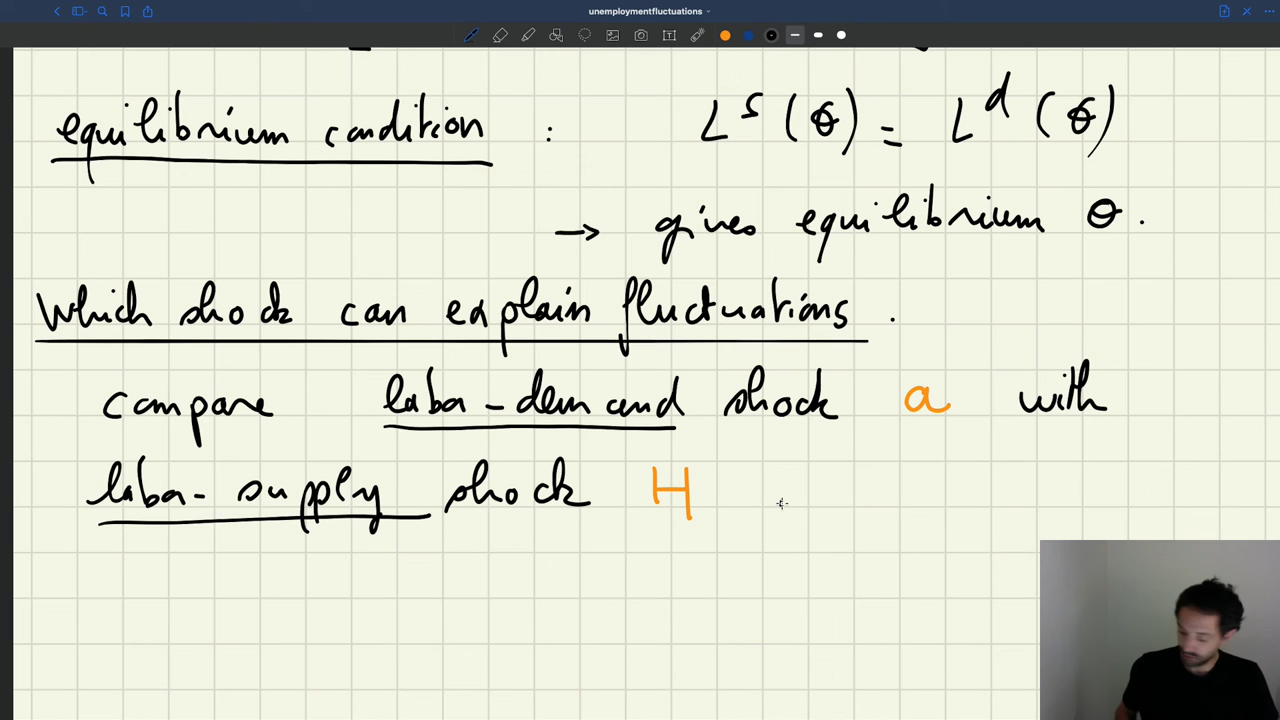 unemploymentfluctuations
equilibrium condition : L^s (θ) = L^d (θ)
→ gives equilibrium θ .
Which shock can explain fluctuations .
compare labor-demand shock a with
labor-supply shock H